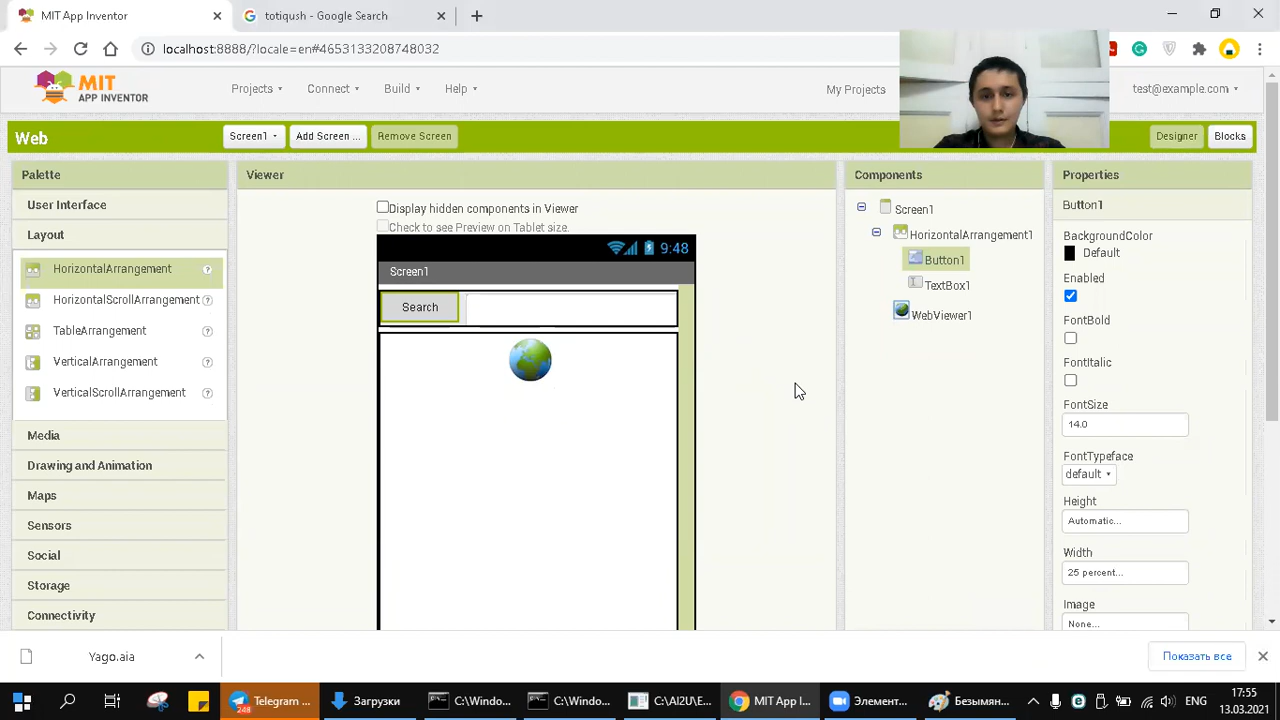 MIT App Inventor
totiqush - Google Search
localhost:8888/?locale=en#4653133208748032
MIT
APP INVENTOR
Projects
Connect
Build
Help
My Projects
test@example.com
Web
Screen1
Add Screen ...
Remove Screen
Designer
Blocks
Palette
User Interface
Layout
HorizontalArrangement
HorizontalScrollArrangement
TableArrangement
VerticalArrangement
VerticalScrollArrangement
Media
Drawing and Animation
Maps
Sensors
Social
Storage
Connectivity
Viewer
Display hidden components in Viewer
Check to see Preview on Tablet size.
9:48
Screen1
Search
Components
Screen1
HorizontalArrangement1
Button1
TextBox1
WebViewer1
Properties
Button1
BackgroundColor
Default
Enabled
FontBold
FontItalic
FontSize
14.0
FontTypeface
default
Height
Automatic...
Width
25 percent...
Image
None...
Yago.aia
Показать все
Telegram ...
248
Загрузки
C:\Windo...
C:\Windo...
C:\AI2U\E...
MIT App I...
Элемент...
Безымян...
ENG
17:55
13.03.2021